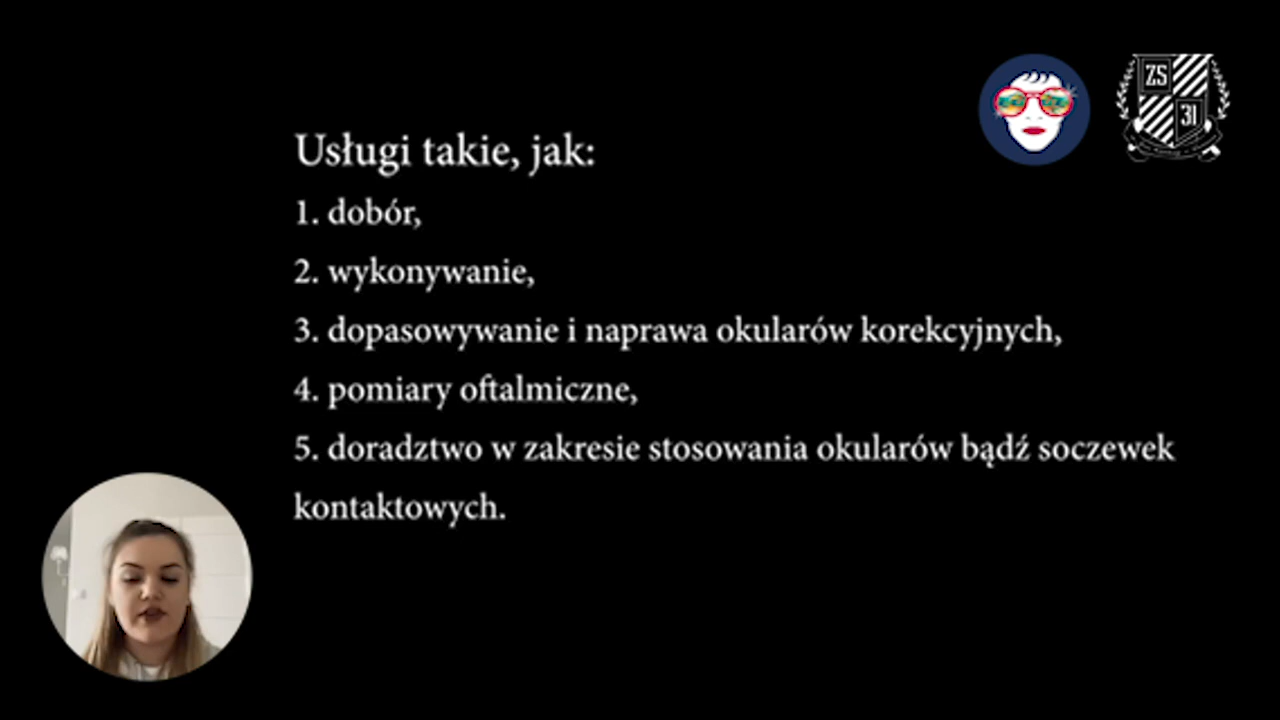 ZS
31
Usługi takie, jak:
1. dobór,
2. wykonywanie,
3. dopasowywanie i naprawa okularów korekcyjnych,
4. pomiary oftalmiczne,
5. doradztwo w zakresie stosowania okularów bądź soczewek
kontaktowych.